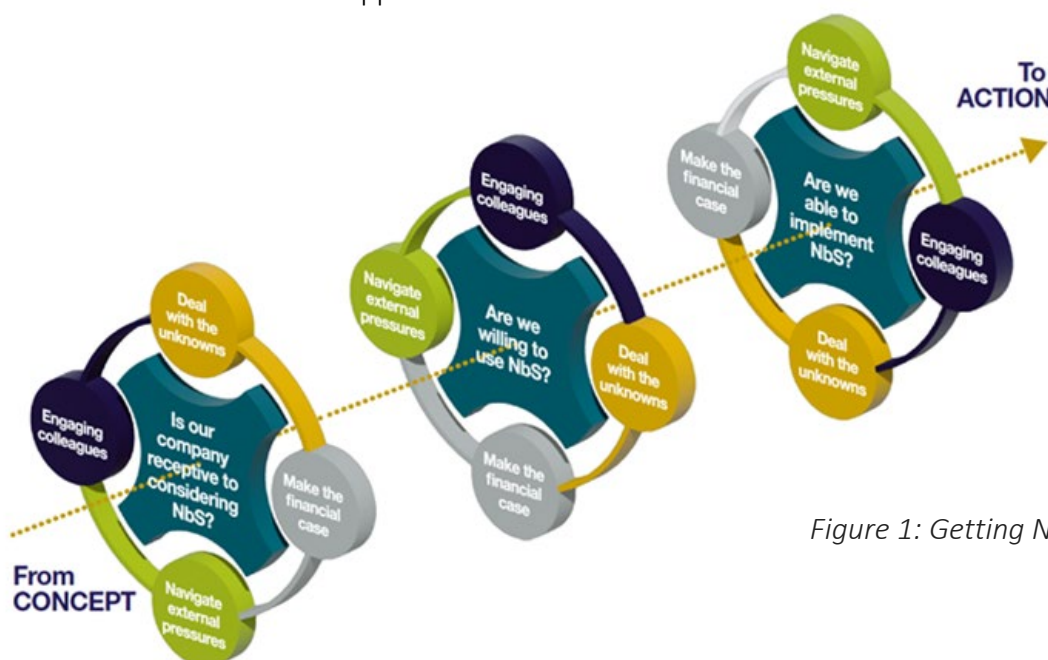 To
ACTION
Navigate
external
pressures
Make the
financial
case
Are we
able to
implement
NbS?
Engaging
colleagues
Deal
with the
unknowns
Engaging
colleagues
Navigate
external
pressures
Are we
willing to
use NbS?
Deal
with the
unknowns
Make the
financial
case
Deal
with the
unknowns
Engaging
colleagues
Is our
company
receptive to
considering
NbS?
Make the
financial
case
Navigate
external
pressures
From
CONCEPT
Figure 1: Getting N